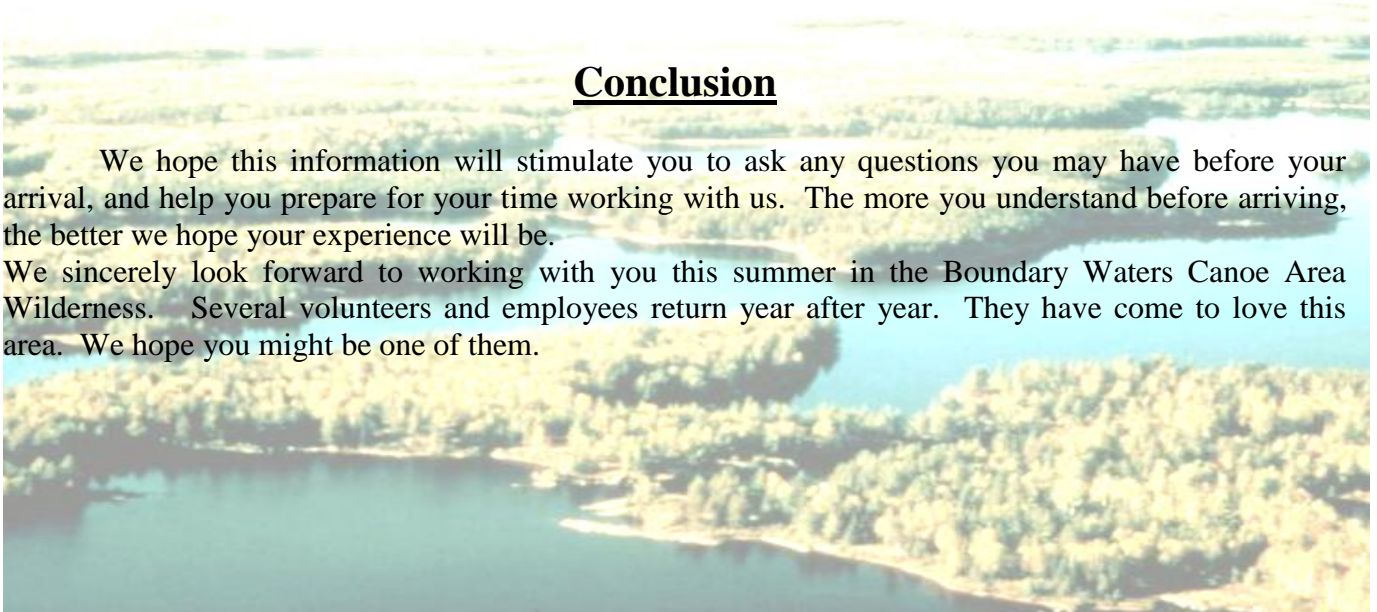 Conclusion
We hope this information will stimulate you to ask any questions you may have before your
arrival, and help you prepare for your time working with us. The more you understand before arriving,
the better we hope your experience will be.
We sincerely look forward to working with you this summer in the Boundary Waters Canoe Area
Wilderness. Several volunteers and employees return year after year. They have come to love this
area. We hope you might be one of them.